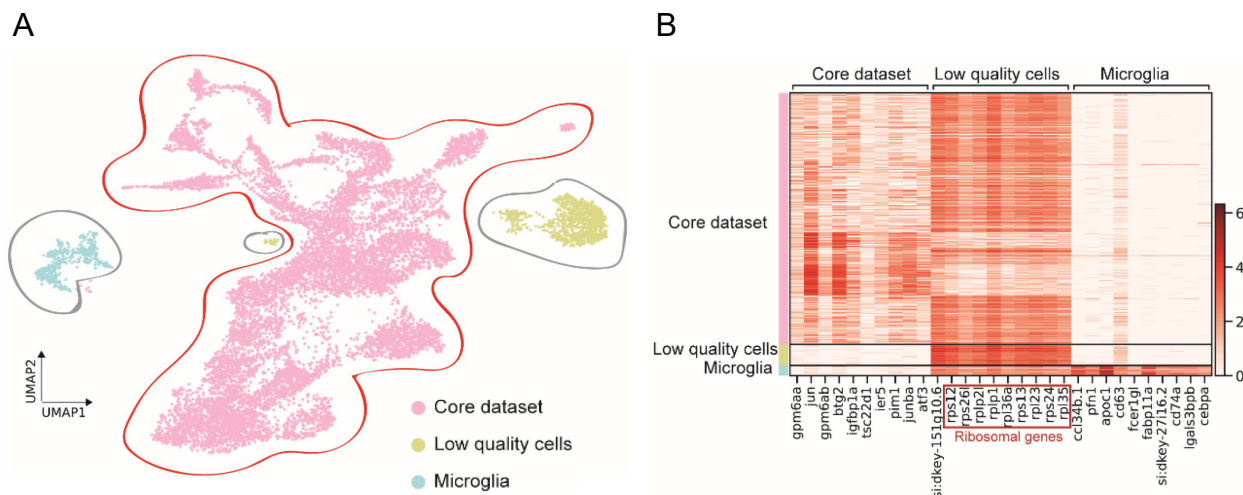 A
UMAP2
UMAP1
Core dataset
Low quality cells
Microglia
B
Core dataset Low quality cells Microglia
Core dataset
Low quality cells
Microglia
6
4
2
0
gpm6aa
jun
gpm6ab
btg2
igfbp1a
tsc22d1
ier5
pim1
junba
atf3
si:dkey-151g10.6
rps12
rps26l
rplp2l
rplp1
rpl36a
rps13
rpl23
rps24
rpl35
ccl34b.1
pfn1
apoc1
cd63
fcer1gl
fabp11a
si:dkey-27i16.2
cd74a
lgals3bpb
cebpa
Ribosomal genes